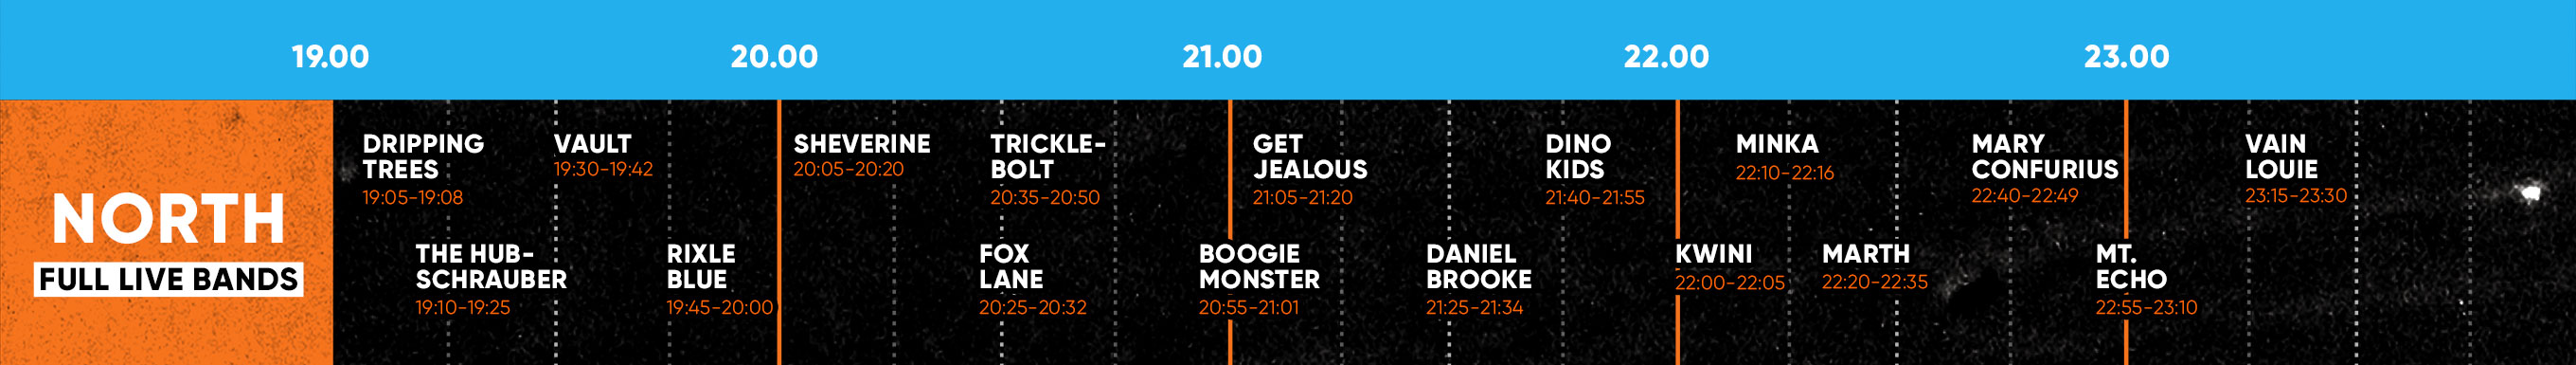 19.00
20.00
21.00
22.00
23.00
NORTH
FULL LIVE BANDS
DRIPPING
TREES
19:05-19:08
THE HUB-
SCHRAUBER
19:10-19:25
VAULT
19:30-19:42
RIXLE
BLUE
19:45-20:00
SHEVERINE
20:05-20:20
FOX
LANE
20:25-20:32
TRICKLE-
BOLT
20:35-20:50
BOOGIE
MONSTER
20:55-21:01
GET
JEALOUS
21:05-21:20
DANIEL
BROOKE
21:25-21:34
DINO
KIDS
21:40-21:55
KWINI
22:00-22:05
MINKA
22:10-22:16
MARTH
22:20-22:35
MARY
CONFURIUS
22:40-22:49
MT.
ECHO
22:55-23:10
VAIN
LOUIE
23:15-23:30